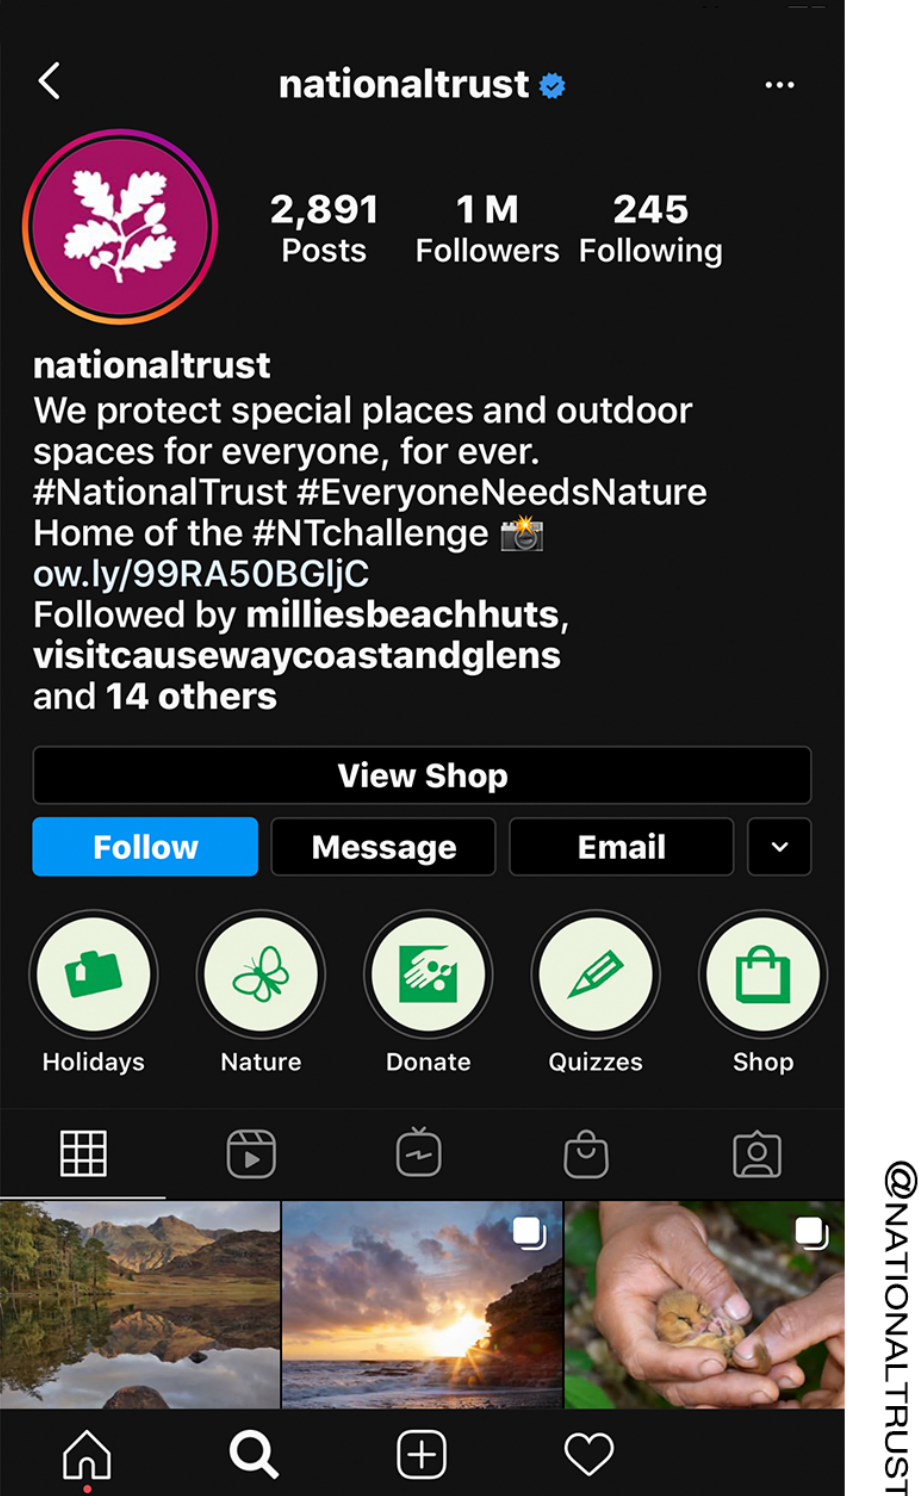 nationaltrust
2,891 1 M 245
Posts Followers Following
nationaltrust
We protect special places and outdoor
spaces for everyone, for ever.
#NationalTrust #EveryoneNeedsNature
Home of the #NTchallenge 📸
ow.ly/99RA50BGljC
Followed by milliesbeachhuts,
visitcausewaycoastandglens
and 14 others
View Shop
Follow Message Email
Holidays Nature Donate Quizzes Shop
@NATIONALTRUST